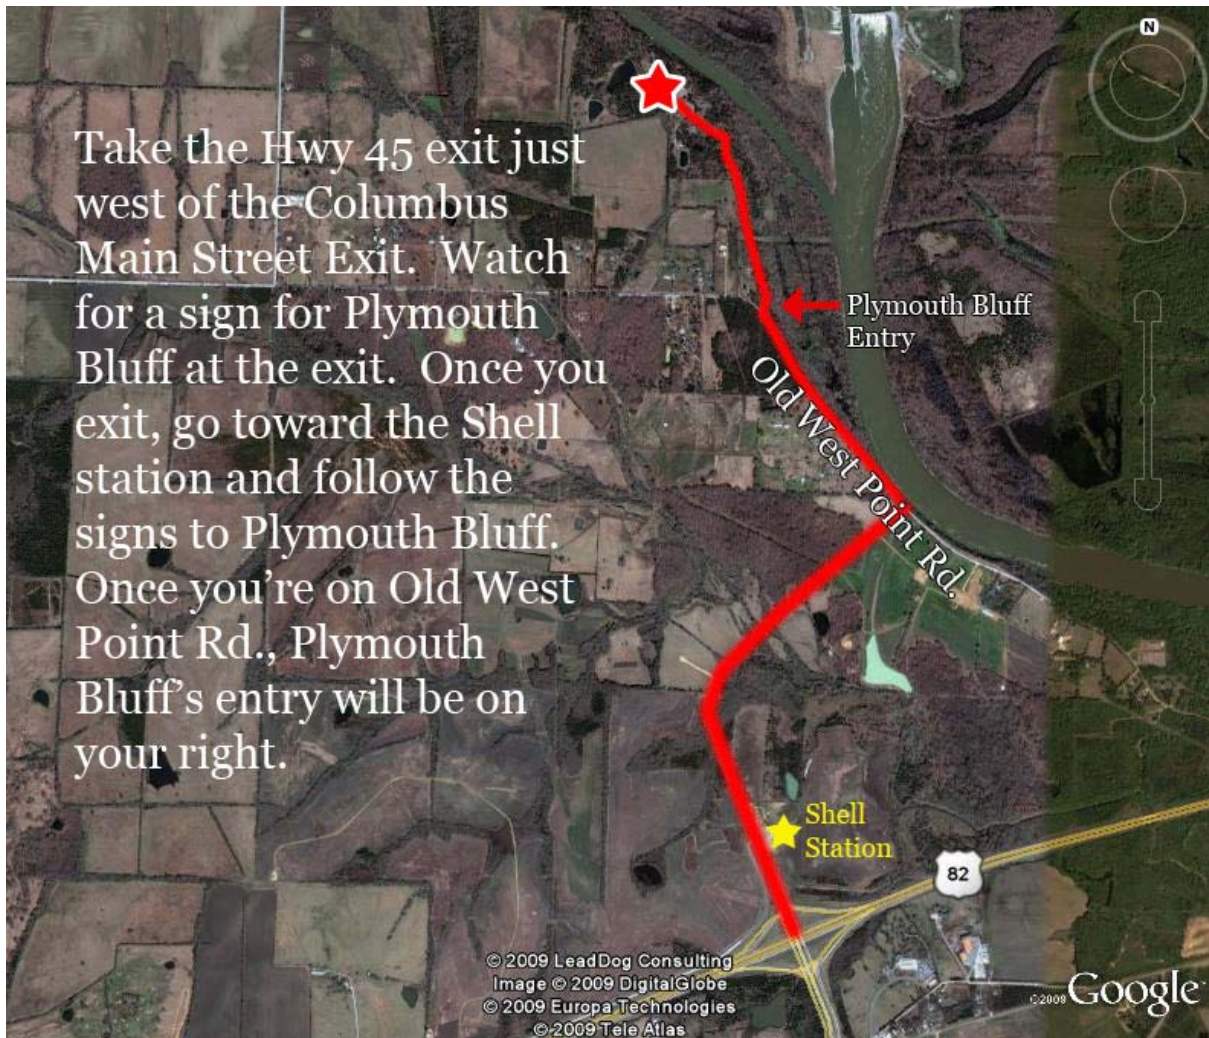 N
Take the Hwy 45 exit just
west of the Columbus
Main Street Exit.  Watch
for a sign for Plymouth
Bluff at the exit.  Once you
exit, go toward the Shell
station and follow the
signs to Plymouth Bluff.
Once you’re on Old West
Point Rd., Plymouth
Bluff’s entry will be on
your right.
Plymouth Bluff
Entry
Old West Point Rd.
Shell
Station
82
© 2009 LeadDog Consulting
Image © 2009 DigitalGlobe
© 2009 Europa Technologies
© 2009 Tele Atlas
©2009 Google